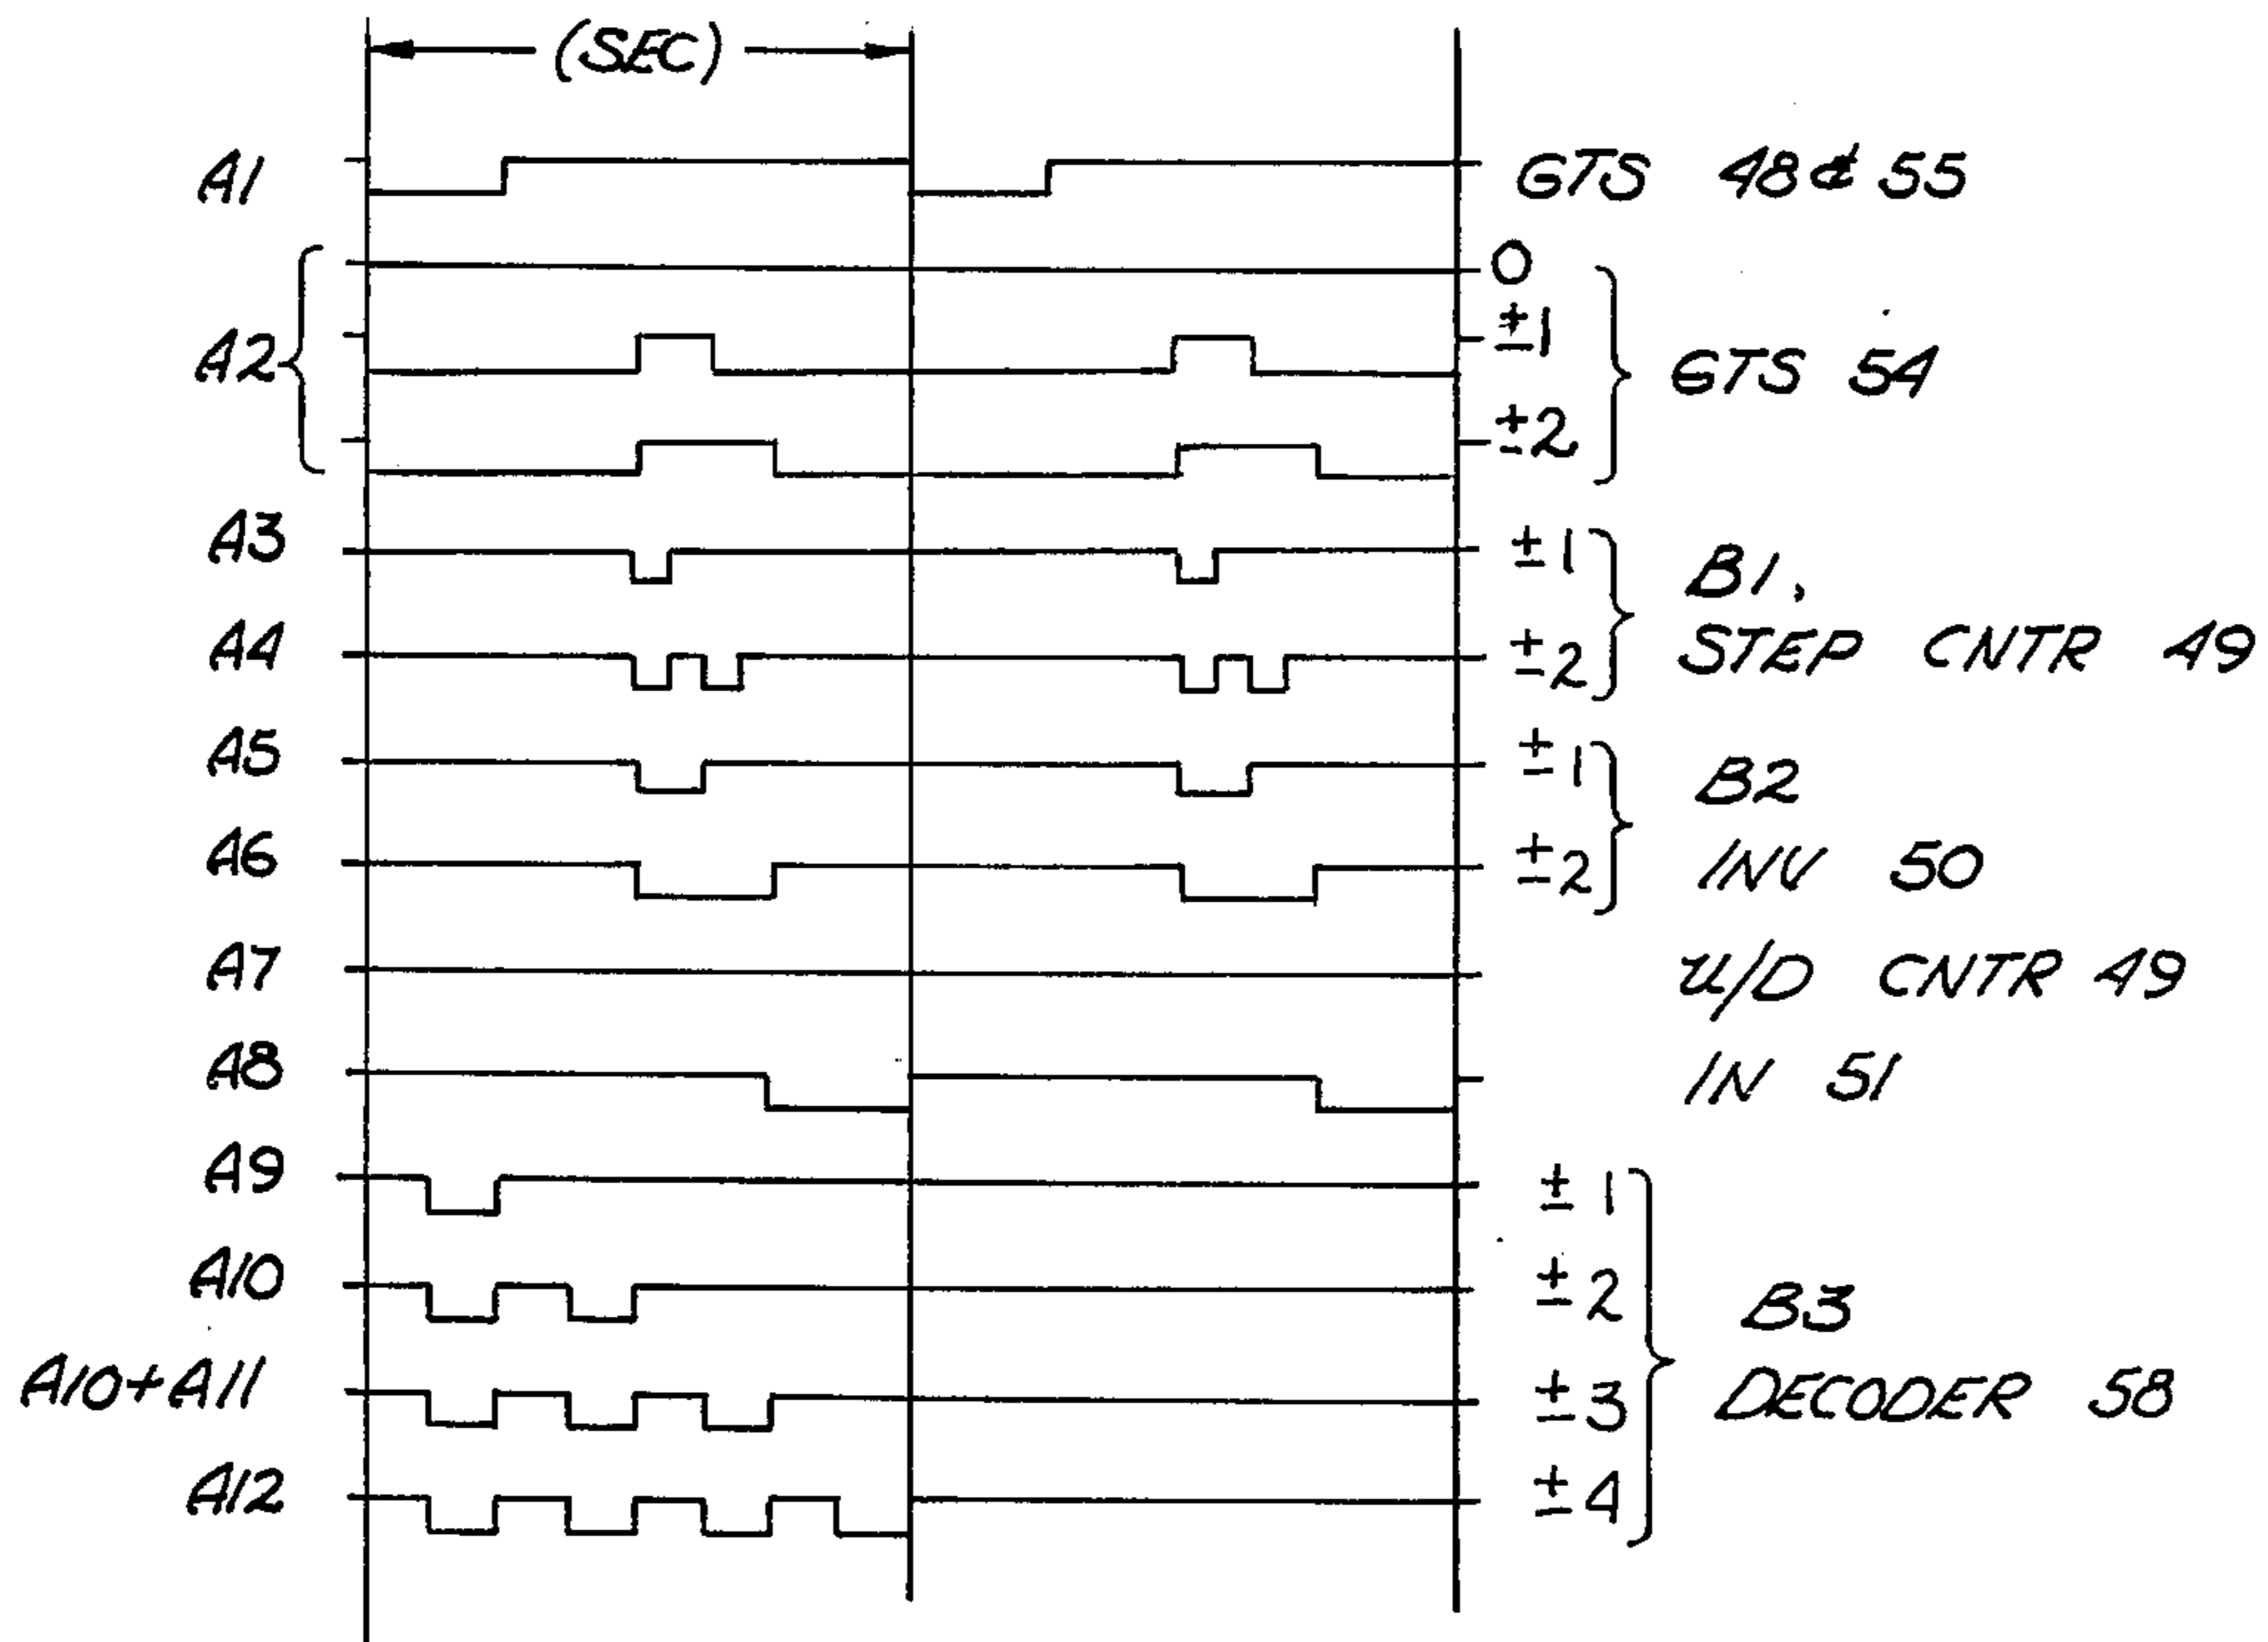 (SEC)
A1 GTS 48 & 55
A2 0
±1
±2
GTS 54
A3 ±1
A4 ±2
B1,
STEP CNTR 49
A5 ±1
A6 ±2
B2
INV 50
A7 U/D CNTR 49
A8 IN 51
A9 ±1
A10 ±2
A10+A11 ±3
A12 ±4
B3
DECODER 58